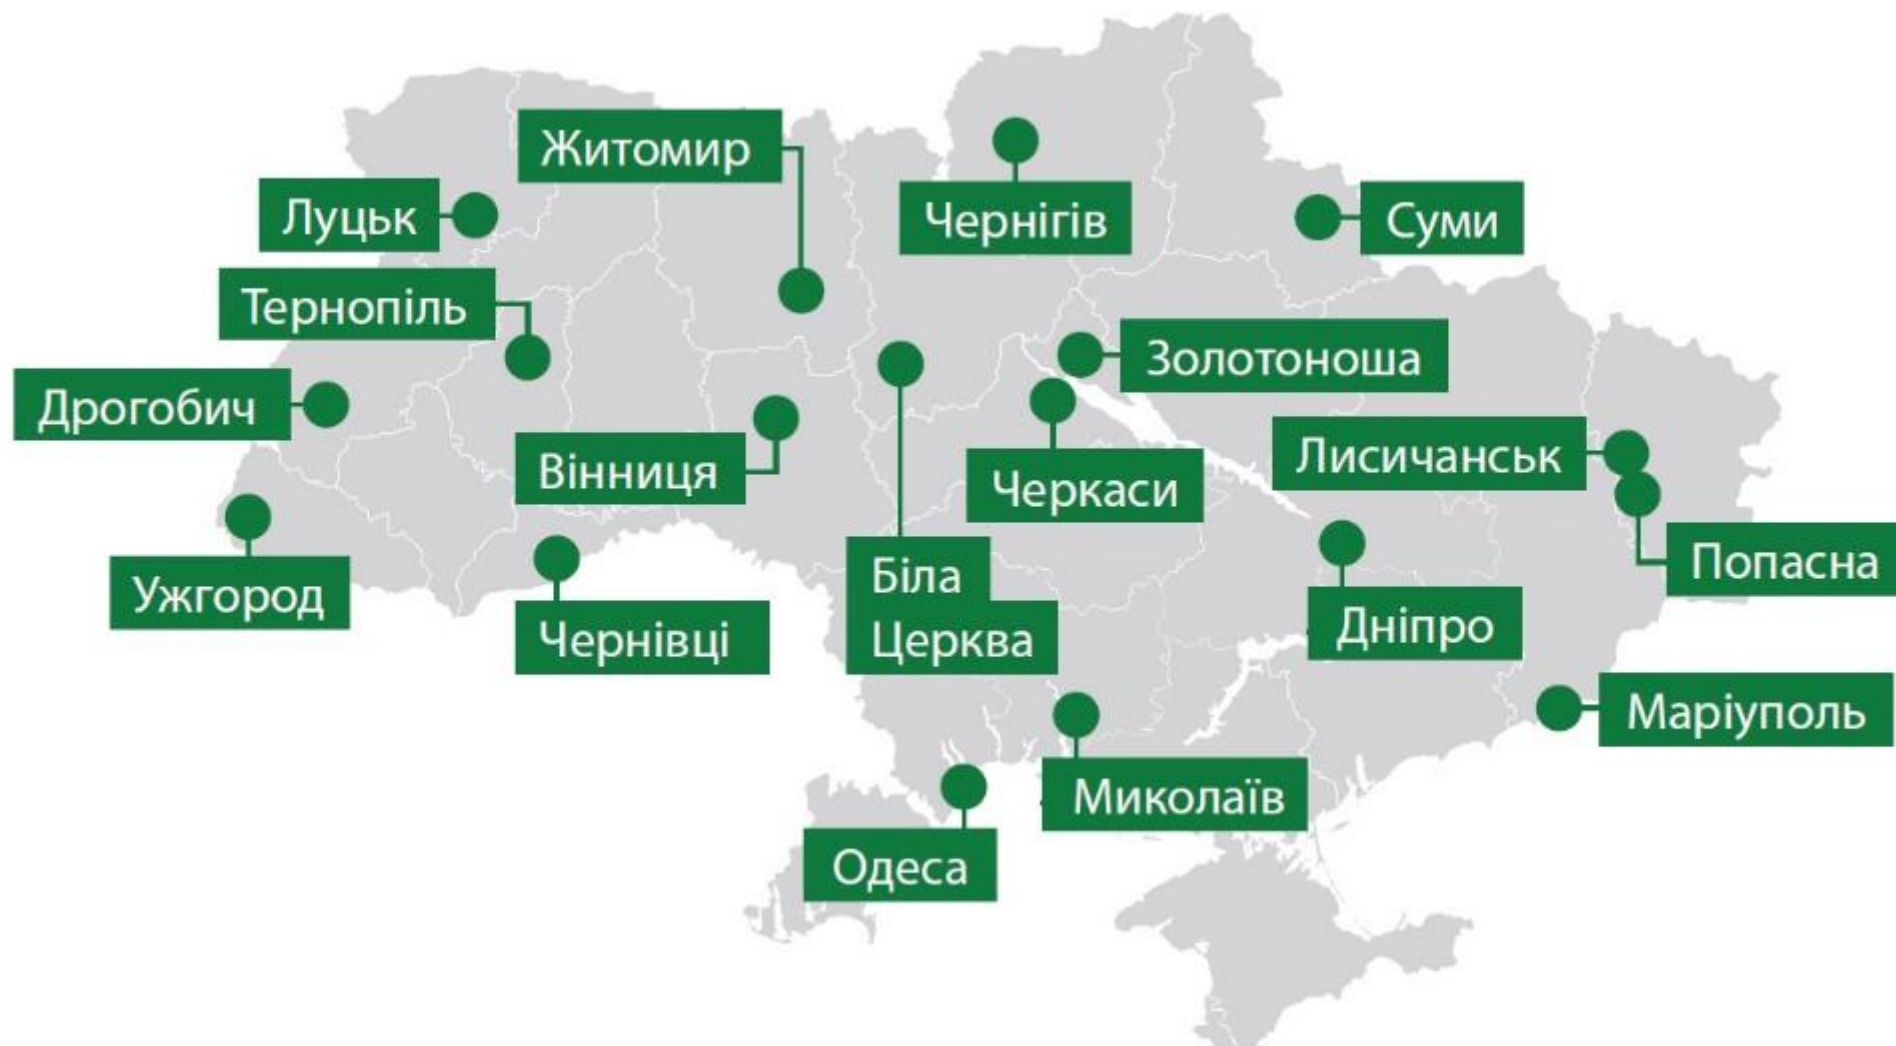 Житомир
Луцьк
Чернігів
Суми
Тернопіль
Золотоноша
Дрогобич
Лисичанськ
Вінниця
Черкаси
Попасна
Ужгород
Біла
Церква
Чернівці
Дніпро
Маріуполь
Миколаїв
Одеса